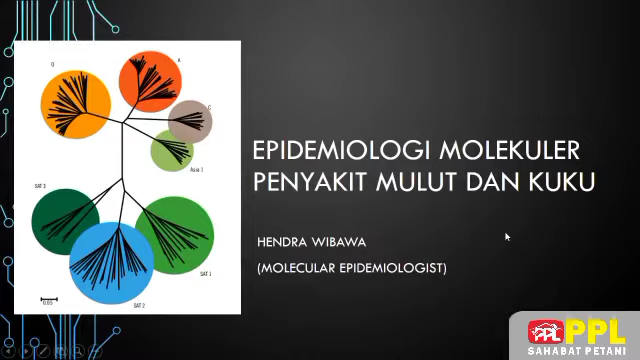 O
A
C
Asia 1
SAT 3
SAT 1
SAT 2
0.05
EPIDEMIOLOGI MOLEKULER
PENYAKIT MULUT DAN KUKU
HENDRA WIBAWA
(MOLECULAR EPIDEMIOLOGIST)
PPL
SAHABAT PETANI